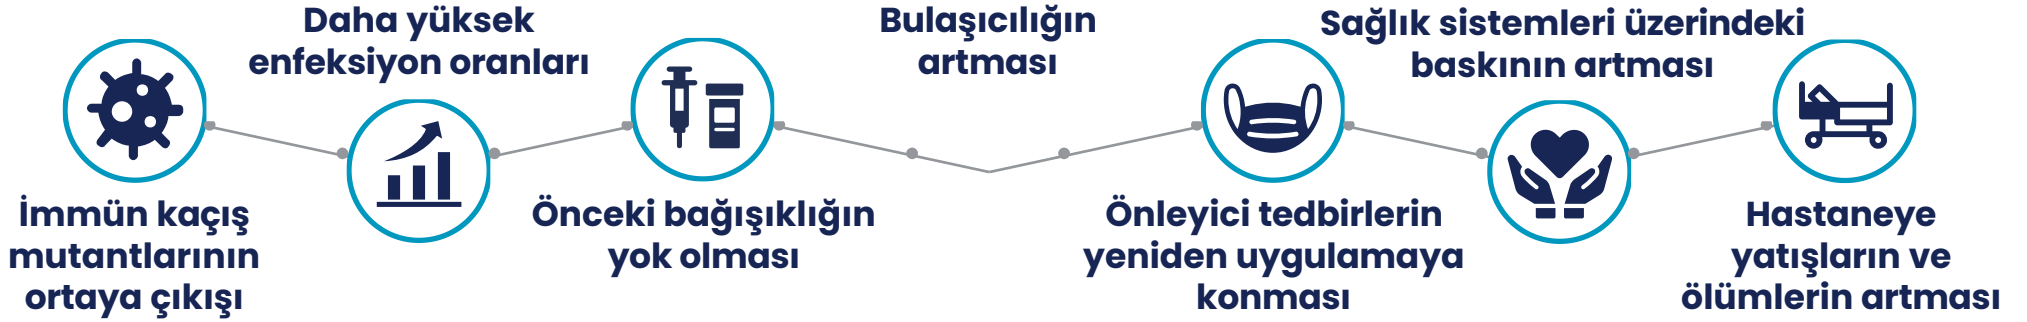 İmmün kaçış
mutantlarının
ortaya çıkışı
Daha yüksek
enfeksiyon oranları
Önceki bağışıklığın
yok olması
Bulaşıcılığın
artması
Önleyici tedbirlerin
yeniden uygulamaya
konması
Sağlık sistemleri üzerindeki
baskının artması
Hastaneye
yatışların ve
ölümlerin artması